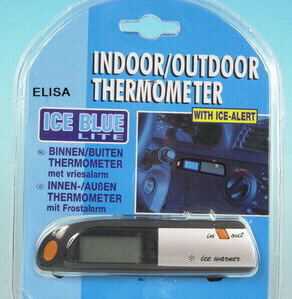 INDOOR/OUTDOOR
THERMOMETER
ELISA
WITH ICE-ALERT
ICE BLUE
LITE
BINNEN/BUITEN
THERMOMETER
met vriesalarm
INNEN-/AUßEN
THERMOMETER
mit Frostalarm
in out
ice warner